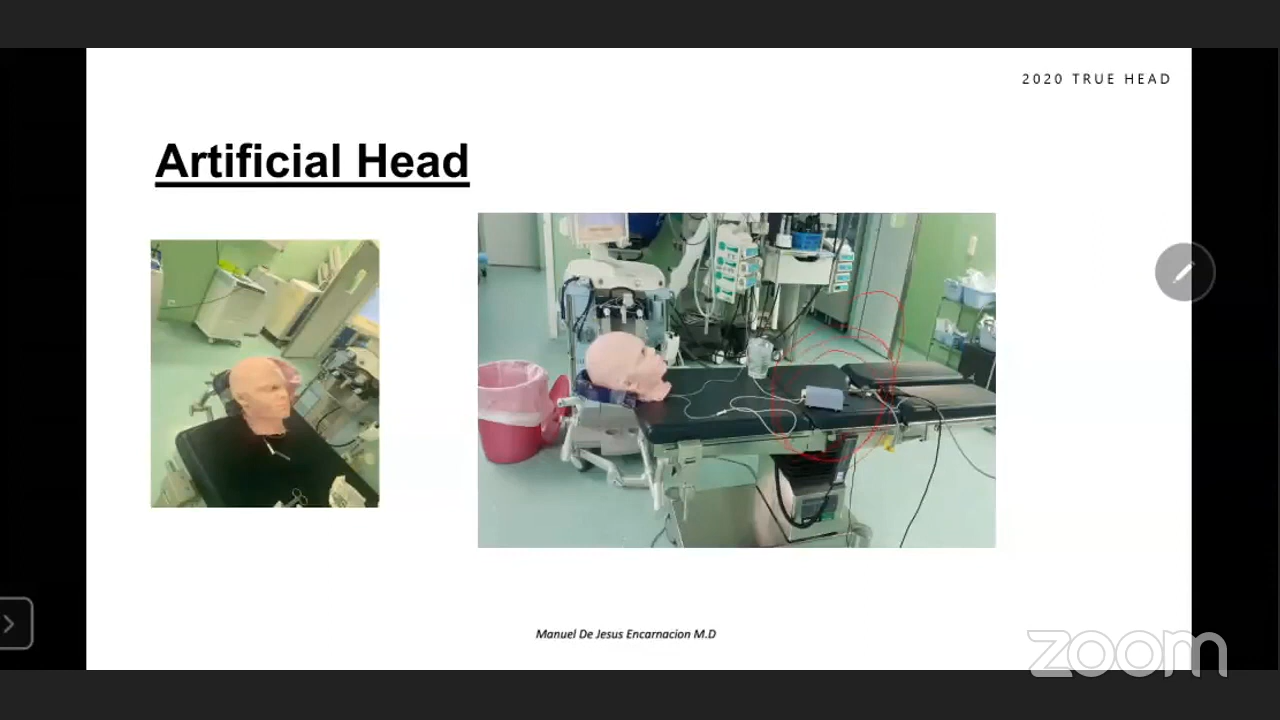 2020 TRUE HEAD
Artificial Head
Manuel De Jesus Encarnacion M.D
zoom